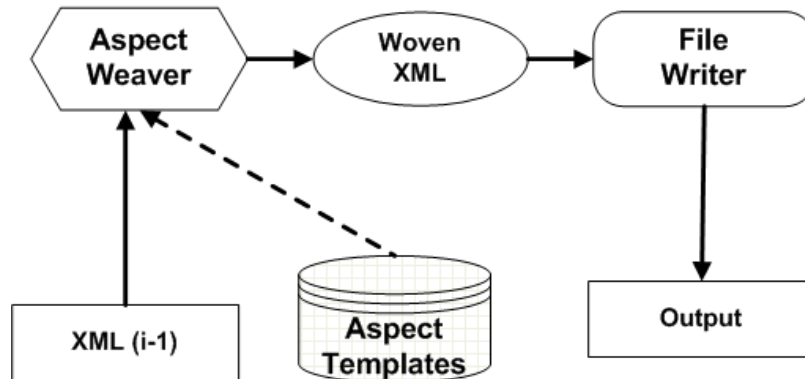 Aspect
Weaver
Woven
XML
File
Writer
XML (i-1)
Aspect
Templates
Output